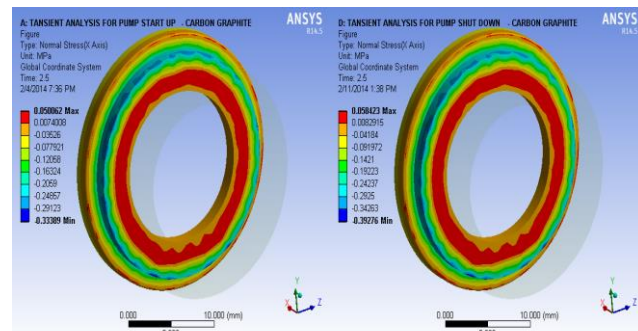 A: TANSIENT ANALYSIS FOR PUMP START UP - CARBON GRAPHITE
Figure
Type: Normal Stress(X Axis)
Unit: MPa
Global Coordinate System
Time: 2.5
2/4/2014 7:36 PM
0.050062 Max
0.0074008
-0.03526
-0.077921
-0.12058
-0.16324
-0.2059
-0.24857
-0.29123
-0.33389 Min
ANSYS
R14.5
Y
X
Z
0.000
10.000 (mm)
D: TANSIENT ANALYSIS FOR PUMP SHUT DOWN - CARBON GRAPHITE
Figure
Type: Normal Stress(X Axis)
Unit: MPa
Global Coordinate System
Time: 2.5
2/11/2014 1:38 PM
0.058423 Max
0.0082915
-0.04184
-0.091972
-0.1421
-0.19223
-0.24237
-0.2925
-0.34263
-0.39276 Min
ANSYS
R14.5
Y
X
Z
0.000
10.000 (mm)